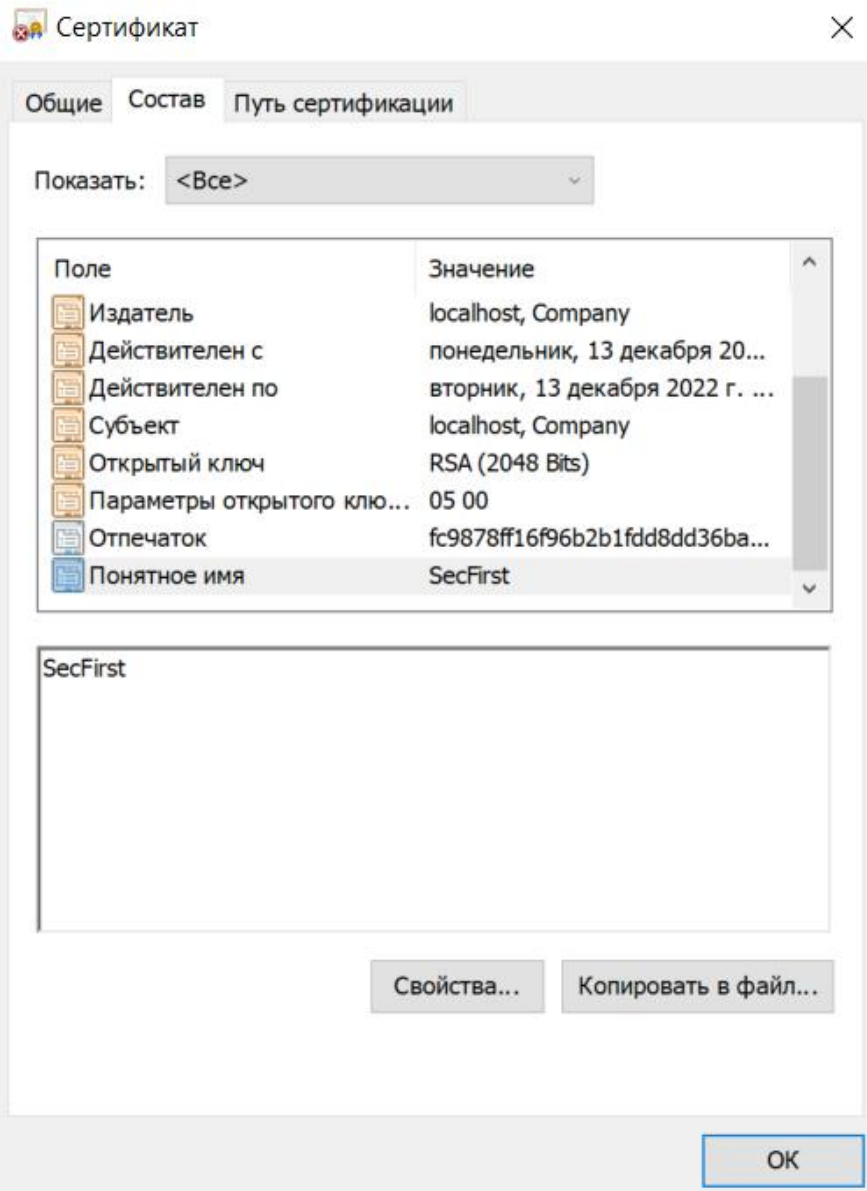 Сертификат
Общие Состав Путь сертификации
Показать: <Все>
Поле Значение
Издатель localhost, Company
Действителен с понедельник, 13 декабря 20...
Действителен по вторник, 13 декабря 2022 г. ...
Субъект localhost, Company
Открытый ключ RSA (2048 Bits)
Параметры открытого клю... 05 00
Отпечаток fc9878ff16f96b2b1fdd8dd36ba...
Понятное имя SecFirst
SecFirst
Свойства... Копировать в файл...
ОК